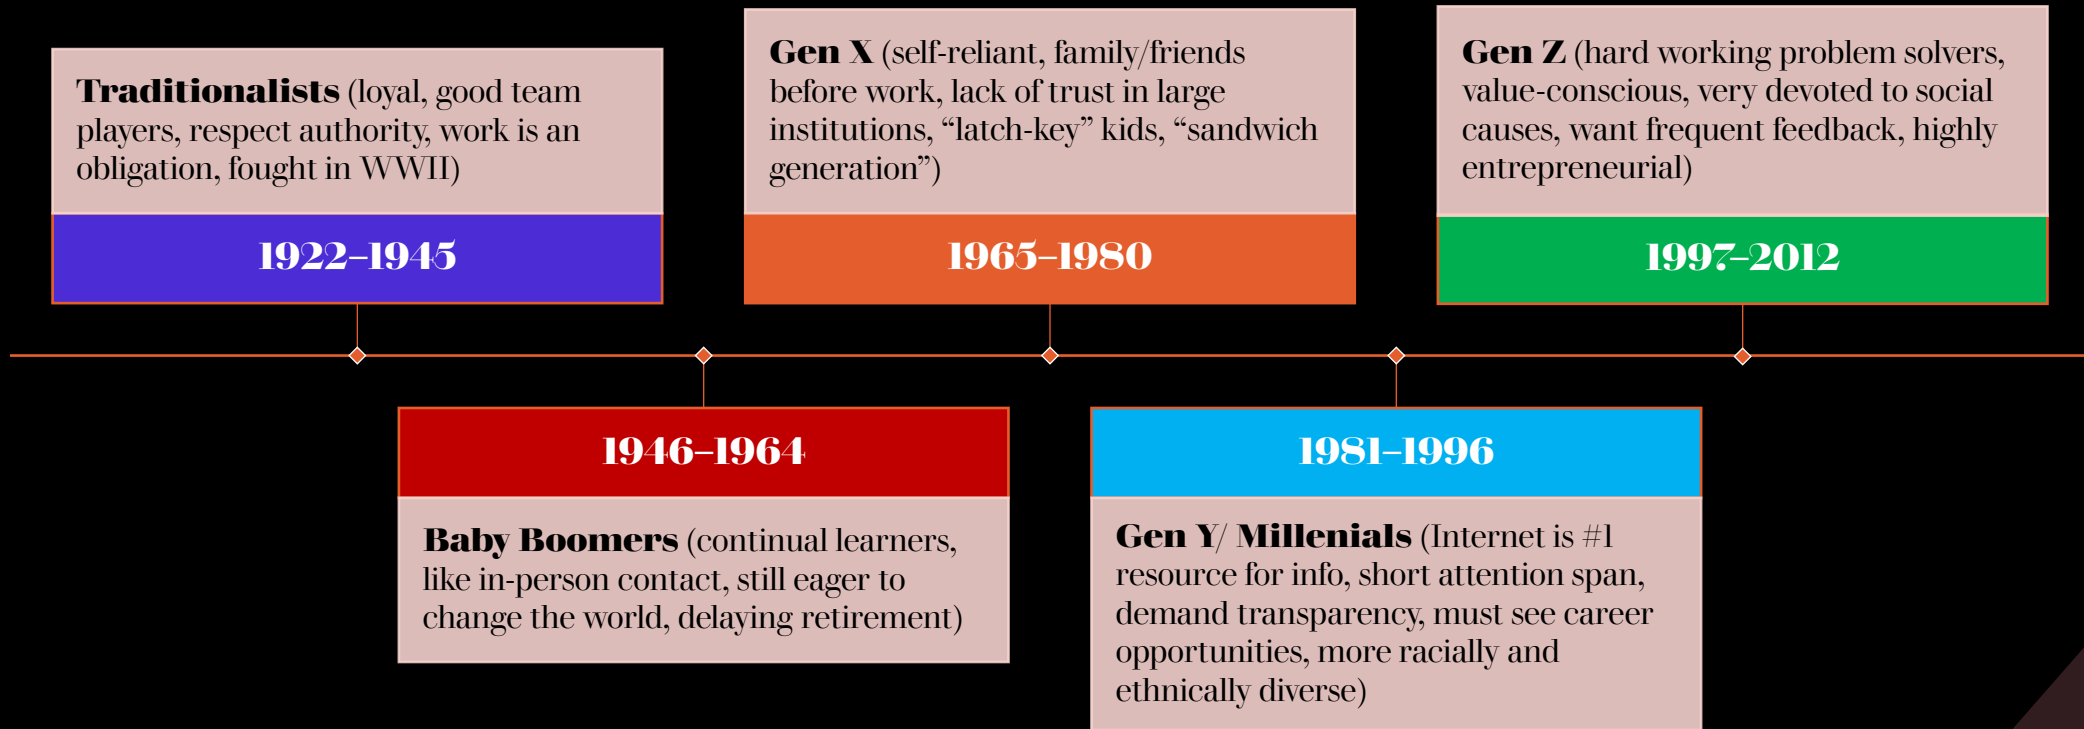 Traditionalists (loyal, good team
players, respect authority, work is an
obligation, fought in WWII)
1922–1945
1946–1964
Baby Boomers (continual learners,
like in-person contact, still eager to
change the world, delaying retirement)
Gen X (self-reliant, family/friends
before work, lack of trust in large
institutions, “latch-key” kids, “sandwich
generation”)
1965–1980
1981–1996
Gen Y/ Millenials (Internet is #1
resource for info, short attention span,
demand transparency, must see career
opportunities, more racially and
ethnically diverse)
Gen Z (hard working problem solvers,
value-conscious, very devoted to social
causes, want frequent feedback, highly
entrepreneurial)
1997–2012